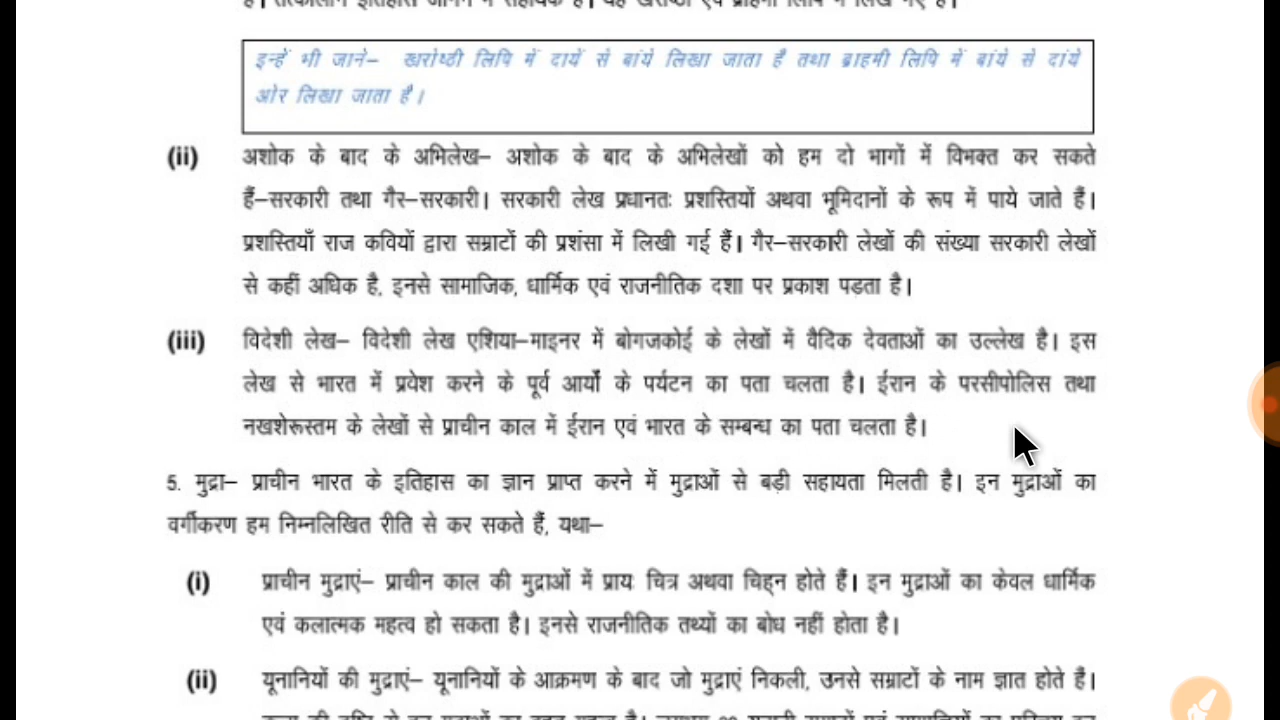 इन्हें भी जाने– खरोष्ठी लिपि में दायें से बांये लिखा जाता है तथा ब्राहमी लिपि में बांये से दांये
ओर लिखा जाता है।
(ii) अशोक के बाद के अभिलेख– अशोक के बाद के अभिलेखों को हम दो भागों में विभक्त कर सकते
हैं–सरकारी तथा गैर–सरकारी। सरकारी लेख प्रधानतः प्रशस्तियों अथवा भूमिदानों के रूप में पाये जाते हैं।
प्रशस्तियाँ राज कवियों द्वारा सम्राटों की प्रशंसा में लिखी गई हैं। गैर–सरकारी लेखों की संख्या सरकारी लेखों
से कहीं अधिक है, इनसे सामाजिक, धार्मिक एवं राजनीतिक दशा पर प्रकाश पड़ता है।
(iii) विदेशी लेख– विदेशी लेख एशिया–माइनर में बोगजकोई के लेखों में वैदिक देवताओं का उल्लेख है। इस
लेख से भारत में प्रवेश करने के पूर्व आर्यों के पर्यटन का पता चलता है। ईरान के परसीपोलिस तथा
नखशेरूस्तम के लेखों से प्राचीन काल में ईरान एवं भारत के सम्बन्ध का पता चलता है।
5. मुद्रा– प्राचीन भारत के इतिहास का ज्ञान प्राप्त करने में मुद्राओं से बड़ी सहायता मिलती है। इन मुद्राओं का
वर्गीकरण हम निम्नलिखित रीति से कर सकते हैं, यथा–
(i) प्राचीन मुद्राएं– प्राचीन काल की मुद्राओं में प्राय चित्र अथवा चिह्न होते हैं। इन मुद्राओं का केवल धार्मिक
एवं कलात्मक महत्व हो सकता है। इनसे राजनीतिक तथ्यों का बोध नहीं होता है।
(ii) यूनानियों की मुद्राएं– यूनानियों के आक्रमण के बाद जो मुद्राएं निकली, उनसे सम्राटों के नाम ज्ञात होते हैं।